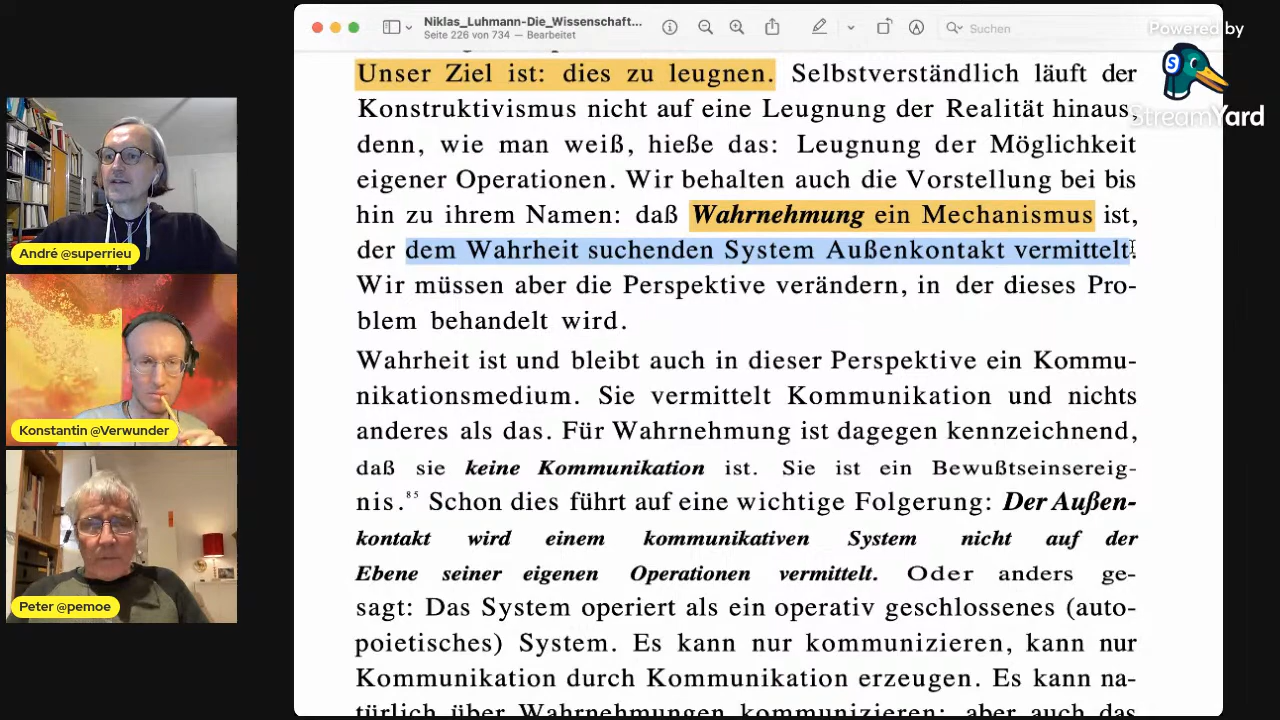 Niklas_Luhmann-Die_Wissenschaft...
Seite 226 von 734 — Bearbeitet
Suchen
Powered by
StreamYard
Unser Ziel ist: dies zu leugnen. Selbstverständlich läuft der
Konstruktivismus nicht auf eine Leugnung der Realität hinaus,
denn, wie man weiß, hieße das: Leugnung der Möglichkeit
eigener Operationen. Wir behalten auch die Vorstellung bei bis
hin zu ihrem Namen: daß Wahrnehmung ein Mechanismus ist,
der dem Wahrheit suchenden System Außenkontakt vermittelt.
Wir müssen aber die Perspektive verändern, in der dieses Pro-
blem behandelt wird.
Wahrheit ist und bleibt auch in dieser Perspektive ein Kommu-
nikationsmedium. Sie vermittelt Kommunikation und nichts
anderes als das. Für Wahrnehmung ist dagegen kennzeichnend,
daß sie keine Kommunikation ist. Sie ist ein Bewußtseinsereig-
nis.85 Schon dies führt auf eine wichtige Folgerung: Der Außen-
kontakt wird einem kommunikativen System nicht auf der
Ebene seiner eigenen Operationen vermittelt. Oder anders ge-
sagt: Das System operiert als ein operativ geschlossenes (auto-
poietisches) System. Es kann nur kommunizieren, kann nur
Kommunikation durch Kommunikation erzeugen. Es kann na-
türlich über Wahrnehmungen kommunizieren; aber auch das
André @superrieu
Konstantin @Verwunder
Peter @pemoe